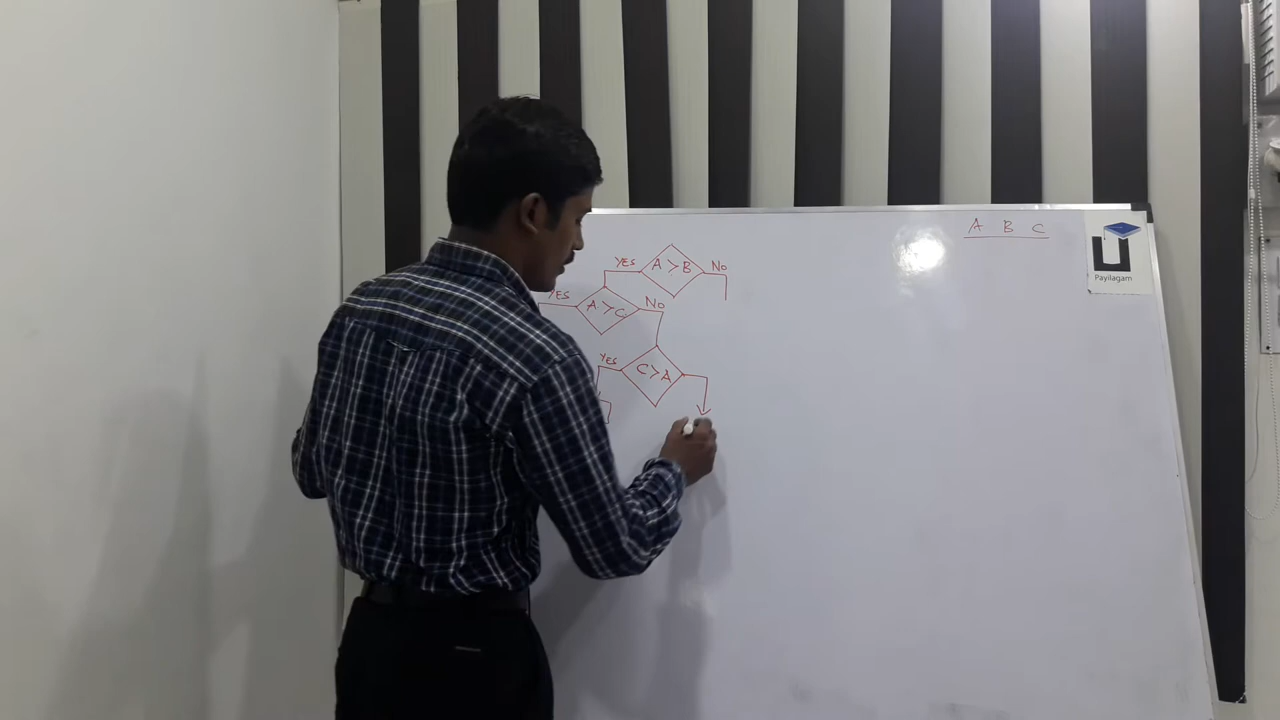 A B C
Payilagam
YES A>B No
YES A>C No
YES C>A